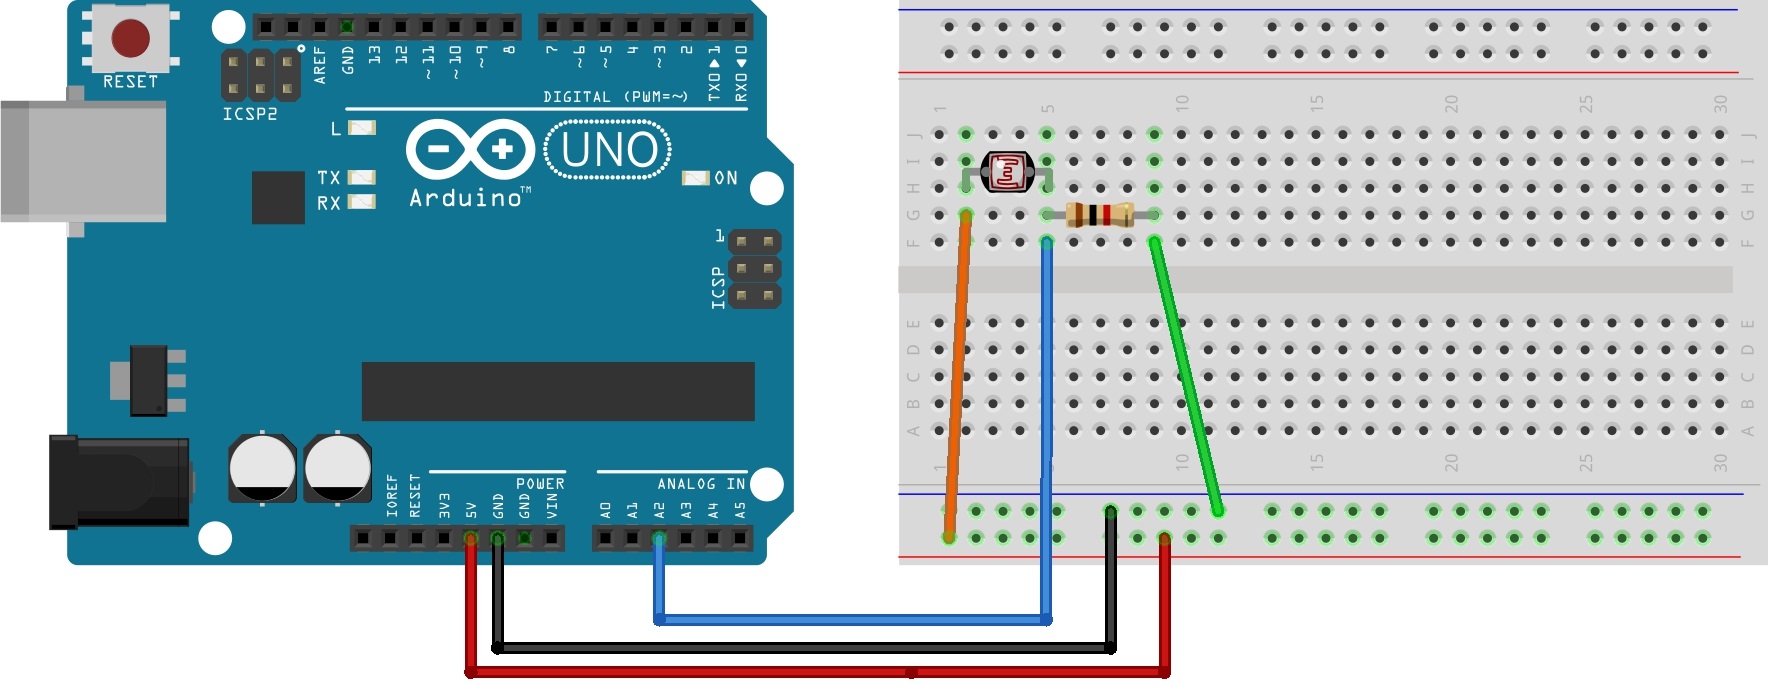 RESET
ICSP2
AREF
GND
13
12
~11
~10
~9
8
7
~6
~5
4
~3
2
TX0 ▶ 1
RX0 ◀ 0
DIGITAL (PWM=~)
L
TX
RX
UNO
Arduino™
ON
1
ICSP
IOREF
RESET
3V3
5V
GND
GND
VIN
POWER
ANALOG IN
A0
A1
A2
A3
A4
A5
1 5 10 15 20 25 30
J J
I I
H H
G G
F F
E E
D D
C C
B B
A A
1 5 10 15 20 25 30